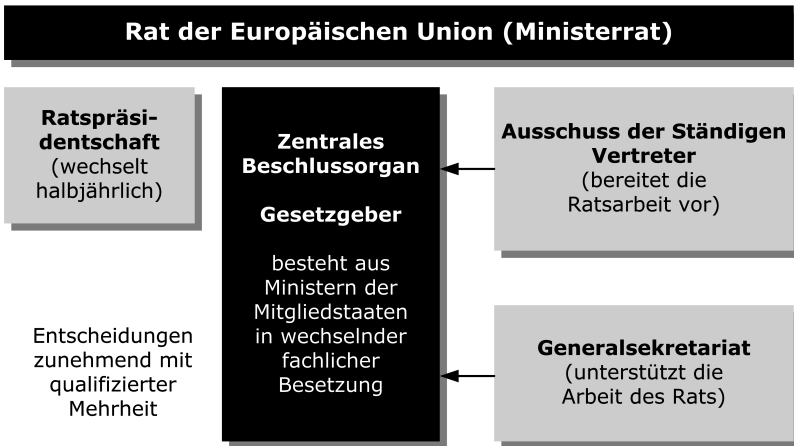 Rat der Europäischen Union (Ministerrat)
Ratspräsi-
dentschaft
(wechselt
halbjährlich)
Zentrales
Beschlussorgan
Gesetzgeber
besteht aus
Ministern der
Mitgliedstaaten
in wechselnder
fachlicher
Besetzung
Ausschuss der Ständigen
Vertreter
(bereitet die
Ratsarbeit vor)
Entscheidungen
zunehmend mit
qualifizierter
Mehrheit
Generalsekretariat
(unterstützt die
Arbeit des Rats)